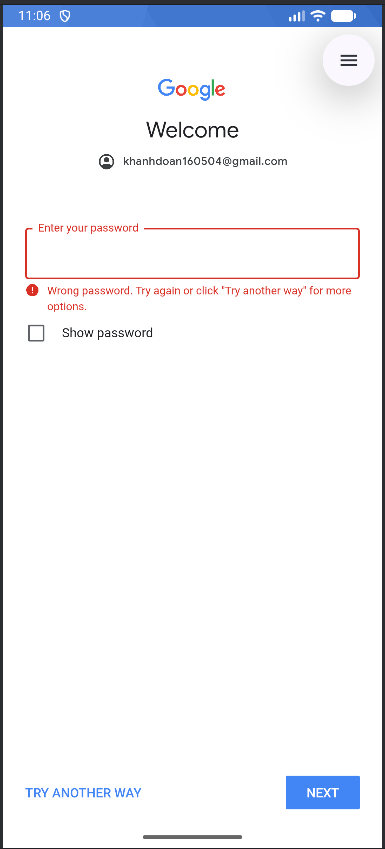 11:06
Google
Welcome
khanhdoan160504@gmail.com
Enter your password
Wrong password. Try again or click "Try another way" for more
options.
Show password
TRY ANOTHER WAY
NEXT